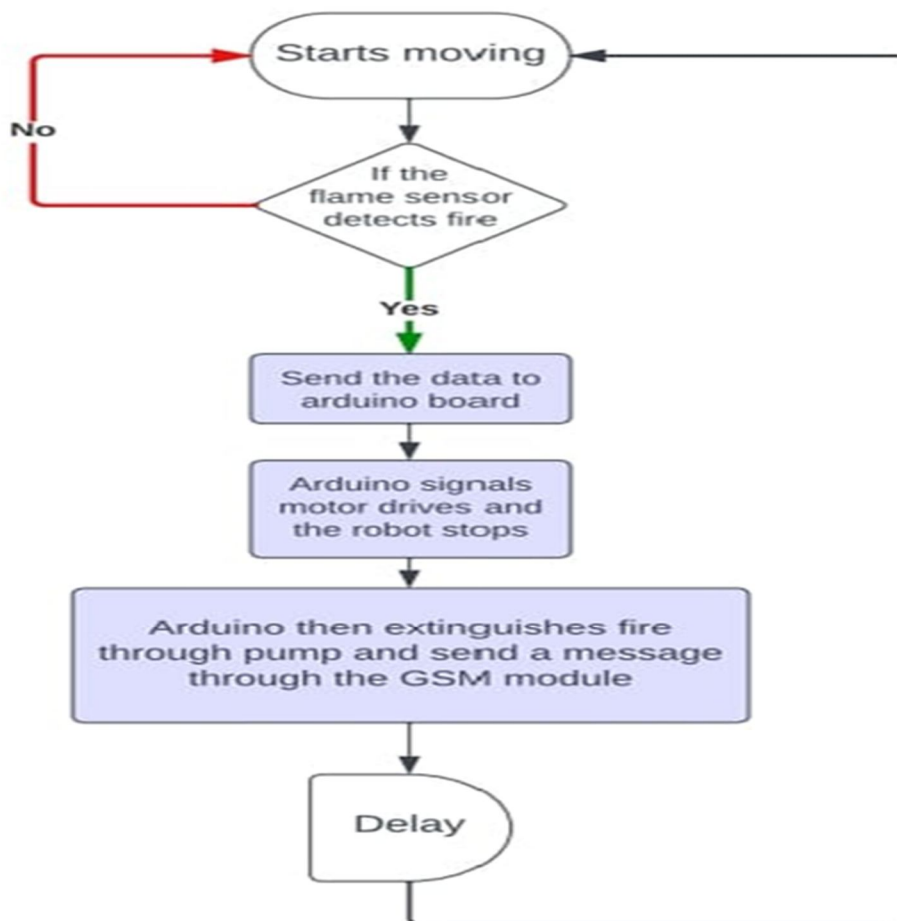 Starts moving
No
If the
flame sensor
detects fire
Yes
Send the data to
arduino board
Arduino signals
motor drives and
the robot stops
Arduino then extinguishes fire
through pump and send a message
through the GSM module
Delay